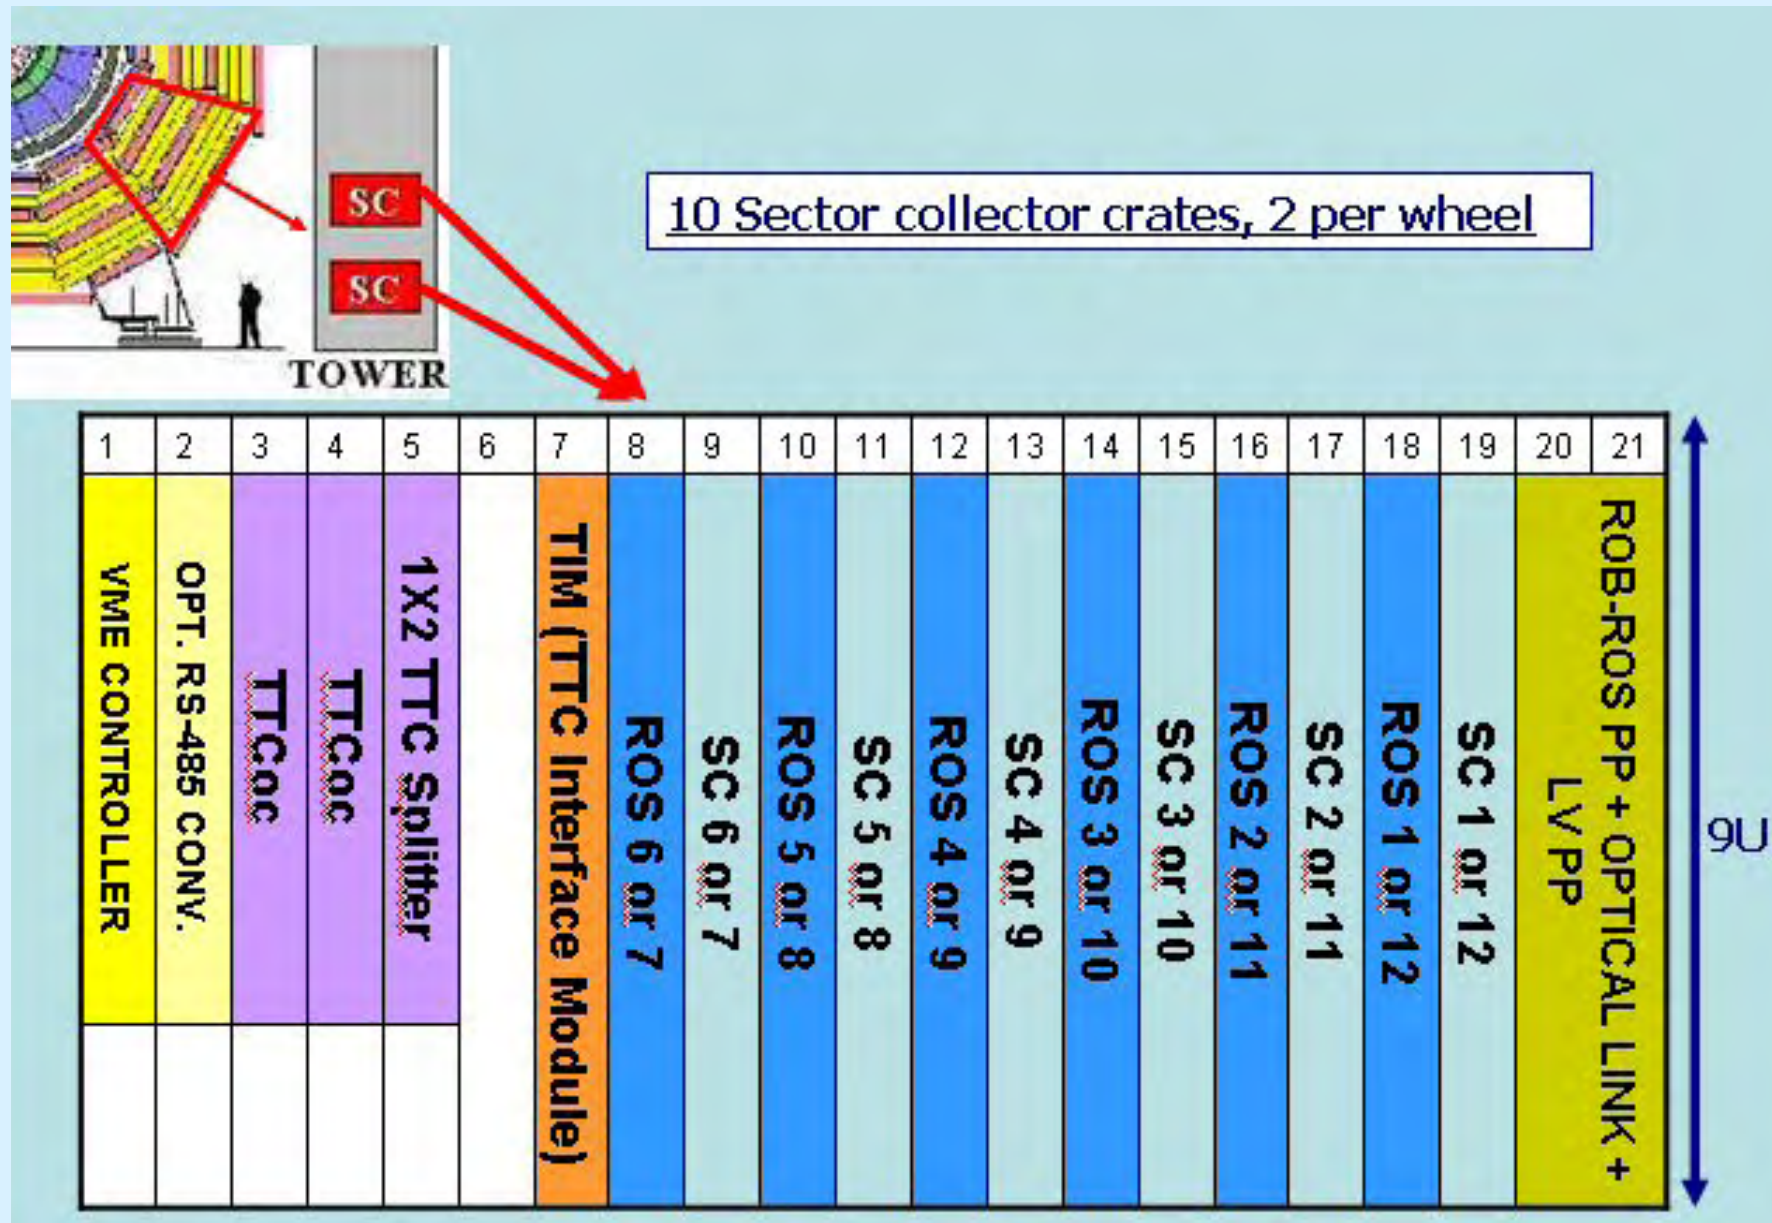 SC
SC
TOWER
10 Sector collector crates, 2 per wheel
1 2 3 4 5 6 7 8 9 10 11 12 13 14 15 16 17 18 19 20 21
VME CONTROLLER
OPT. RS-485 CONV.
TTCoc
TTCoc
1X2 TTC Splitter
TIM (TTC Interface Module)
ROS 6 or 7
SC 6 or 7
ROS 5 or 8
SC 5 or 8
ROS 4 or 9
SC 4 or 9
ROS 3 or 10
SC 3 or 10
ROS 2 or 11
SC 2 or 11
ROS 1 or 12
SC 1 or 12
ROB-ROS PP + OPTICAL LINK +
LV PP
9U